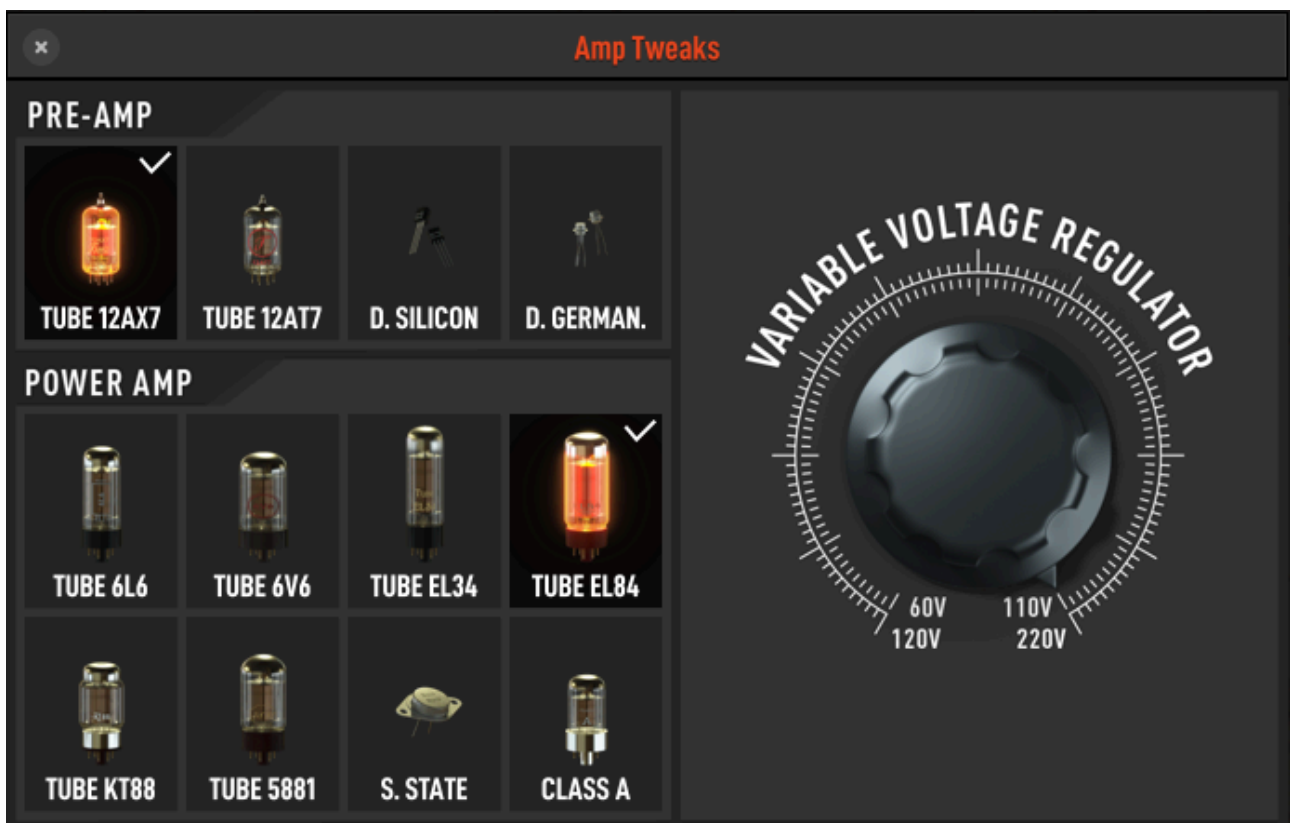 Amp Tweaks
PRE-AMP
TUBE 12AX7
TUBE 12AT7
D. SILICON
D. GERMAN.
POWER AMP
TUBE 6L6
TUBE 6V6
TUBE EL34
TUBE EL84
TUBE KT88
TUBE 5881
S. STATE
CLASS A
VARIABLE VOLTAGE REGULATOR
60V 110V
120V 220V